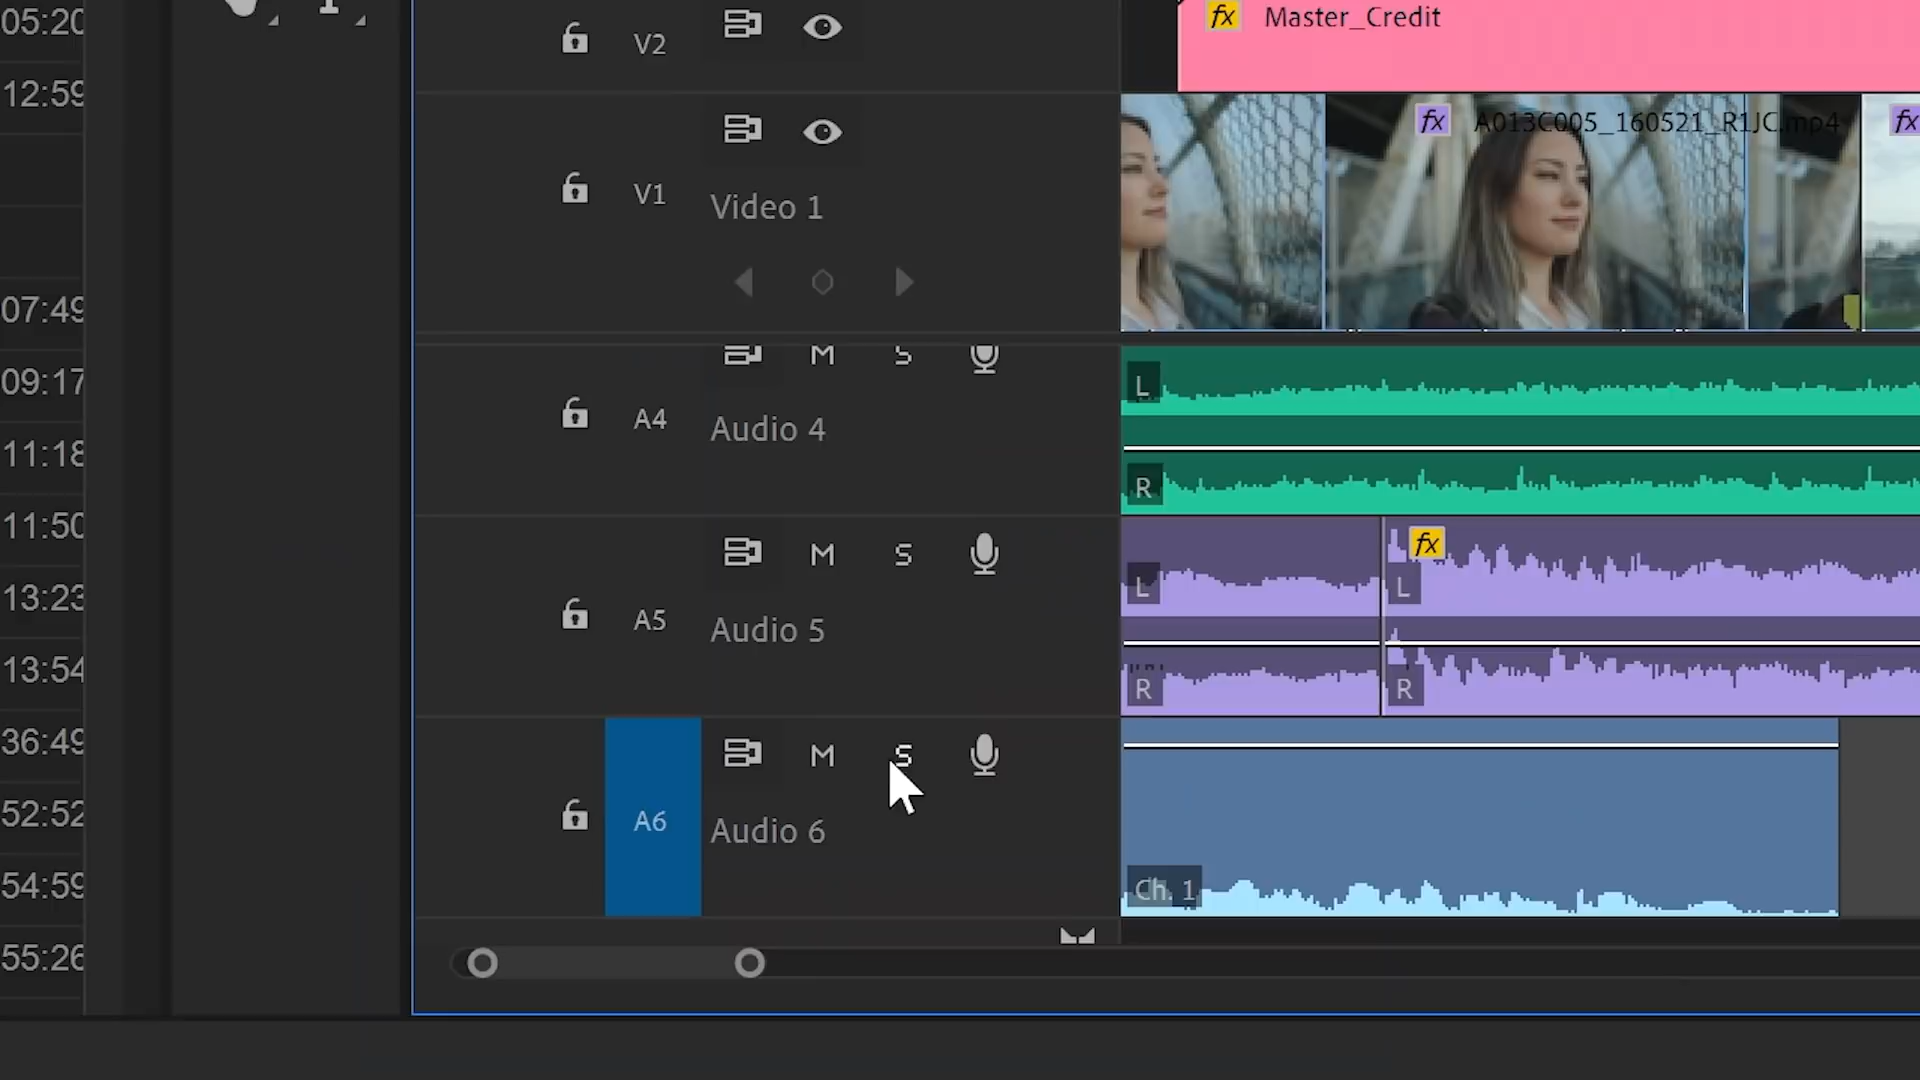 05:20
V2
fx Master_Credit
12:59
fx A013C005_160521_R1JC.mp4 fx
V1
Video 1
07:49
M S
09:17
L
A4
Audio 4
11:18
R
11:50
M S
fx
L L
13:23
A5
Audio 5
13:54
R R
36:49
M S
52:52
A6
Audio 6
54:59
Ch. 1
55:26